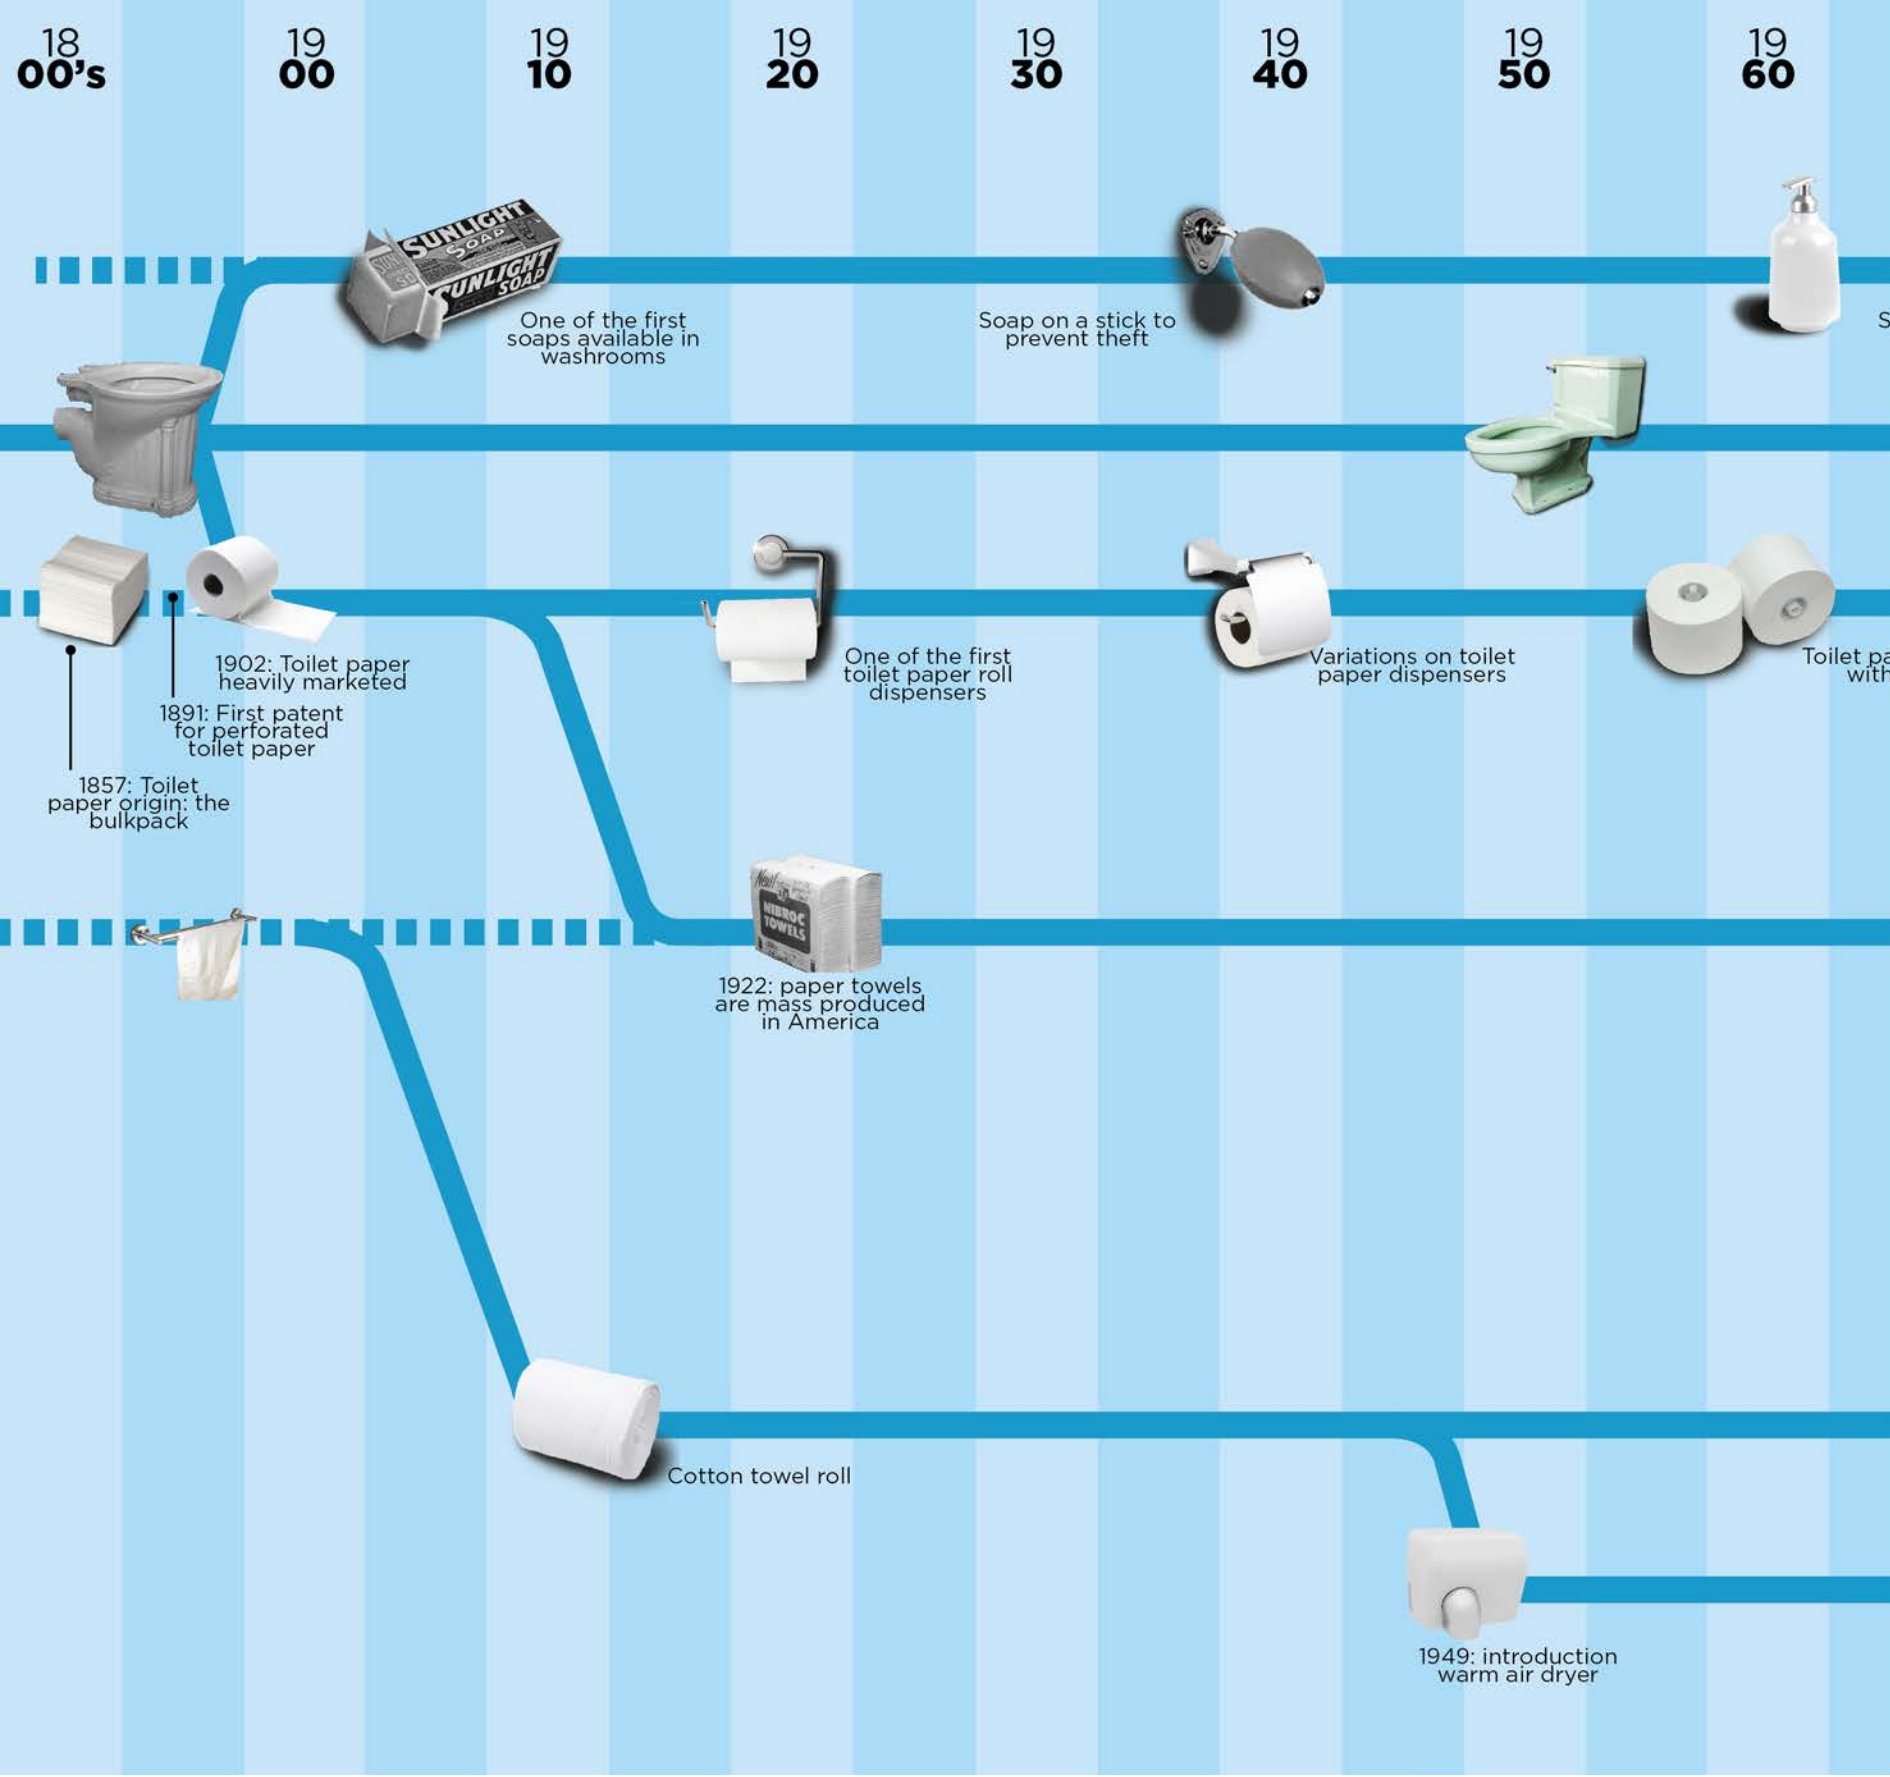 18 19 19 19 19 19 19 19
00's 00 10 20 30 40 50 60
SUNLIGHT
SOAP
SUNLIGHT
SOAP
One of the first
soaps available in
washrooms
Soap on a stick to
prevent theft
S
1902: Toilet paper
heavily marketed
1891: First patent
for perforated
toilet paper
1857: Toilet
paper origin: the
bulkpack
One of the first
toilet paper roll
dispensers
Variations on toilet
paper dispensers
Toilet pa
with
New!
NIBROC
TOWELS
1922: paper towels
are mass produced
in America
Cotton towel roll
1949: introduction
warm air dryer